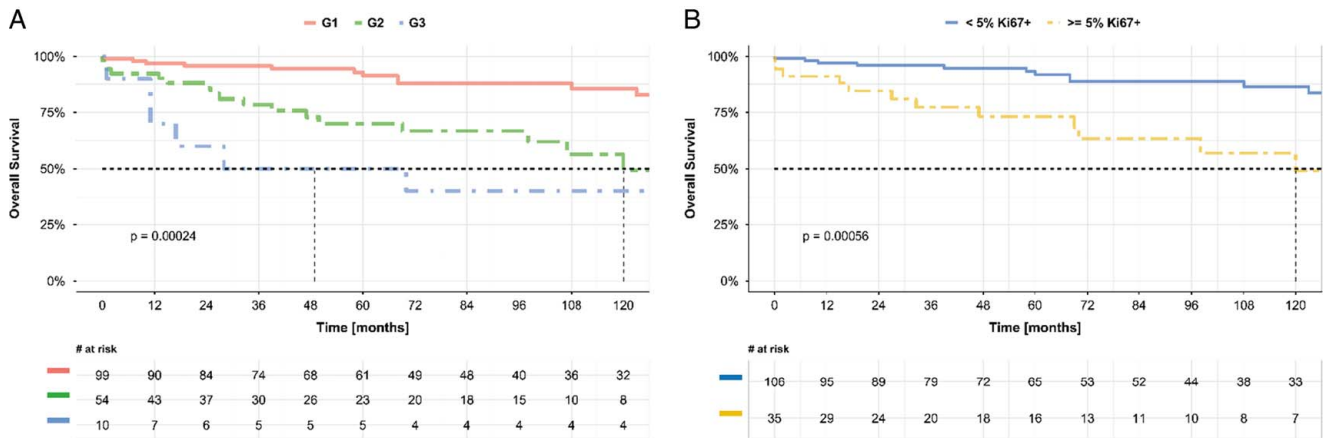 A
G1 G2 G3
100%
75%
50%
25%
0%
Overall Survival
p = 0.00024
0 12 24 36 48 60 72 84 96 108 120
Time [months]
# at risk
99 90 84 74 68 61 49 48 40 36 32
54 43 37 30 26 23 20 18 15 10 8
10 7 6 5 5 5 4 4 4 4 4
B
< 5% Ki67+ >= 5% Ki67+
100%
75%
50%
25%
0%
Overall Survival
p = 0.00056
0 12 24 36 48 60 72 84 96 108 120
Time [months]
# at risk
106 95 89 79 72 65 53 52 44 38 33
35 29 24 20 18 16 13 11 10 8 7